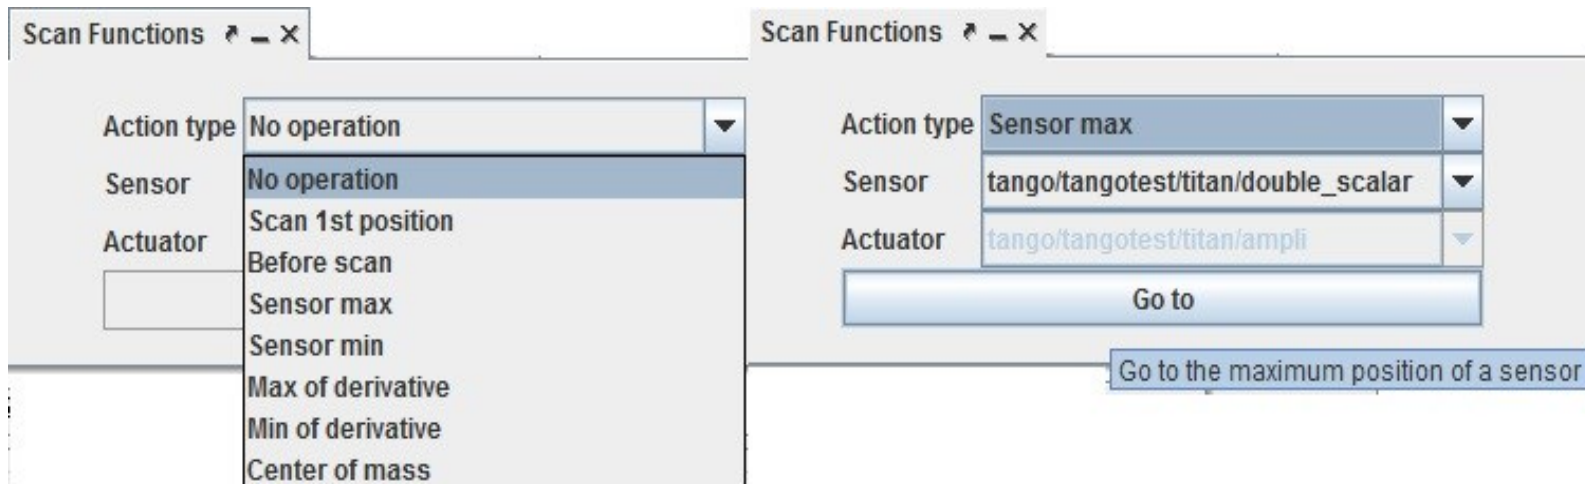 Scan Functions
Action type No operation
Sensor
Actuator
No operation
Scan 1st position
Before scan
Sensor max
Sensor min
Max of derivative
Min of derivative
Center of mass
Scan Functions
Action type Sensor max
Sensor tango/tangotest/titan/double_scalar
Actuator tango/tangotest/titan/ampli
Go to
Go to the maximum position of a sensor